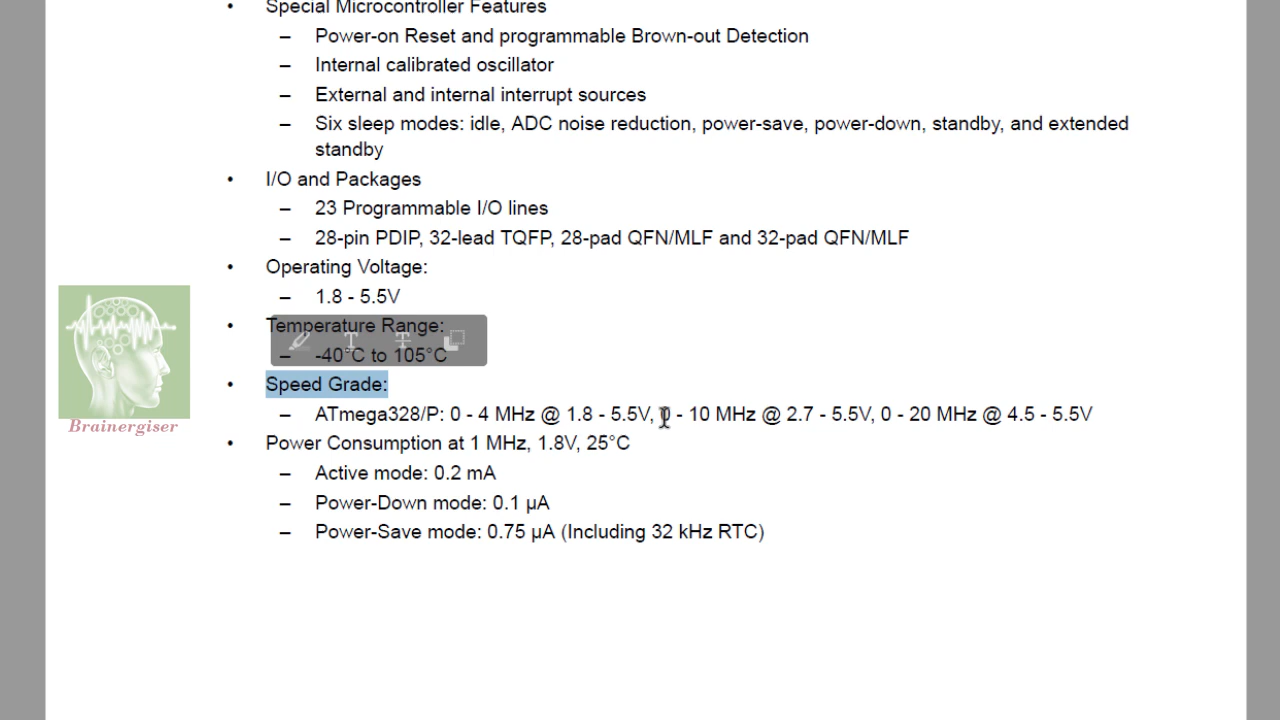 • Special Microcontroller Features
– Power-on Reset and programmable Brown-out Detection
– Internal calibrated oscillator
– External and internal interrupt sources
– Six sleep modes: idle, ADC noise reduction, power-save, power-down, standby, and extended
standby
• I/O and Packages
– 23 Programmable I/O lines
– 28-pin PDIP, 32-lead TQFP, 28-pad QFN/MLF and 32-pad QFN/MLF
• Operating Voltage:
– 1.8 - 5.5V
• Temperature Range:
– -40°C to 105°C
• Speed Grade:
– ATmega328/P: 0 - 4 MHz @ 1.8 - 5.5V, 0 - 10 MHz @ 2.7 - 5.5V, 0 - 20 MHz @ 4.5 - 5.5V
Brainergiser
• Power Consumption at 1 MHz, 1.8V, 25°C
– Active mode: 0.2 mA
– Power-Down mode: 0.1 µA
– Power-Save mode: 0.75 µA (Including 32 kHz RTC)